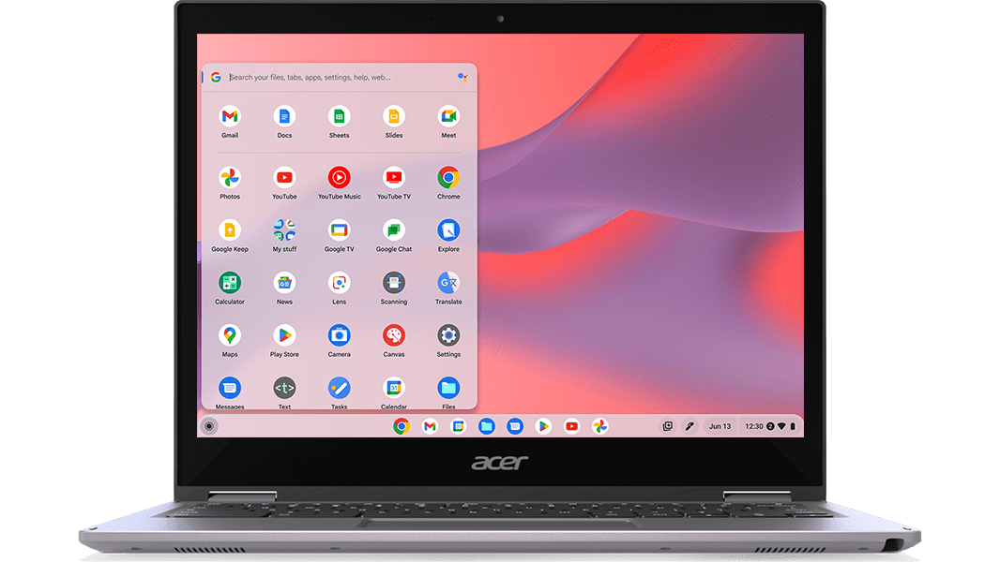 Search your files, tabs, apps, settings, help, web...
Gmail Docs Sheets Slides Meet
Photos YouTube YouTube Music YouTube TV Chrome
Google Keep My stuff Google TV Google Chat Explore
Calculator News Lens Scanning Translate
Maps Play Store Camera Canvas Settings
Messages Text Tasks Calendar Files
Jun 13 12:30 2
acer